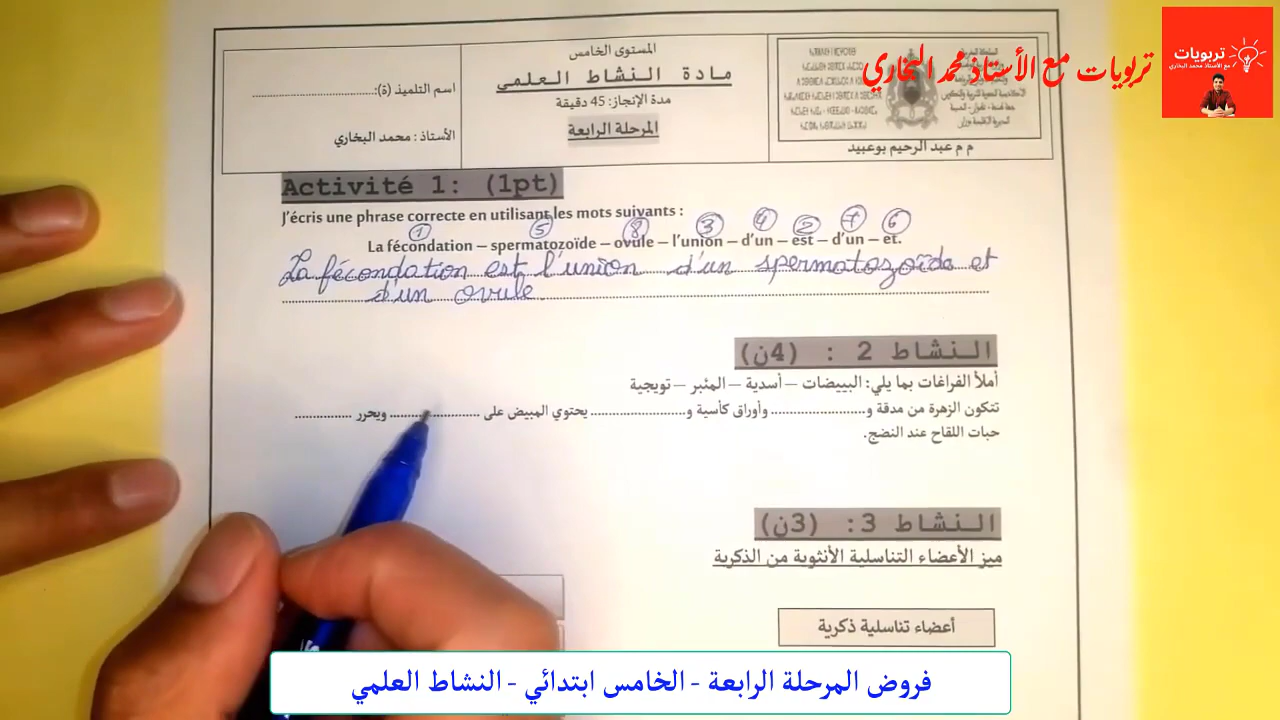 تربويات مع الأستاذ محمد البخاري
تربويات
مع الأستاذ محمد البخاري
المستوى الخامس
مادة النشاط العلمي
مدة الإنجاز: 45 دقيقة
المرحلة الرابعة
اسم التلميذ (ة):
الأستاذ : محمد البخاري
م م عبد الرحيم بوعبيد
Activité 1: (1pt)
J'écris une phrase correcte en utilisant les mots suivants :
1 5 8 3 4 2 7 6
La fécondation – spermatozoïde – ovule – l'union – d'un – est – d'un – et.
La fécondation est l'union d'un spermatozoïde et
d'un ovule.
النشاط 2 : (4ن)
أملأ الفراغات بما يلي: البييضات – أسدية – المئبر – تويجية
تتكون الزهرة من مدقة و........................ وأوراق كأسية و........................ يحتوي المبيض على ........................ ويحرر ...............
حبات اللقاح عند النضج.
النشاط 3: (3ن)
ميز الأعضاء التناسلية الأنثوية من الذكرية
أعضاء تناسلية ذكرية
فروض المرحلة الرابعة - الخامس ابتدائي - النشاط العلمي